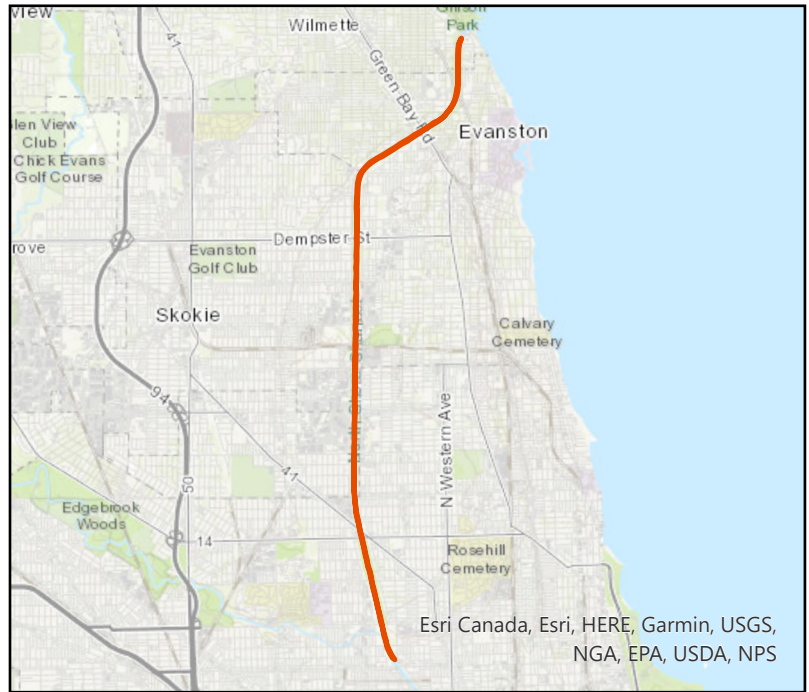 view
Wilmette
Gillson
Park
41
Green Bay Rd
Evanston
len View
Club
Chick Evans
Golf Course
Dempster St
rove
Evanston
Golf Club
Skokie
Calvary
Cemetery
94
N Western Ave
41
50
Edgebrook
Woods
14
Rosehill
Cemetery
Esri Canada, Esri, HERE, Garmin, USGS,
NGA, EPA, USDA, NPS